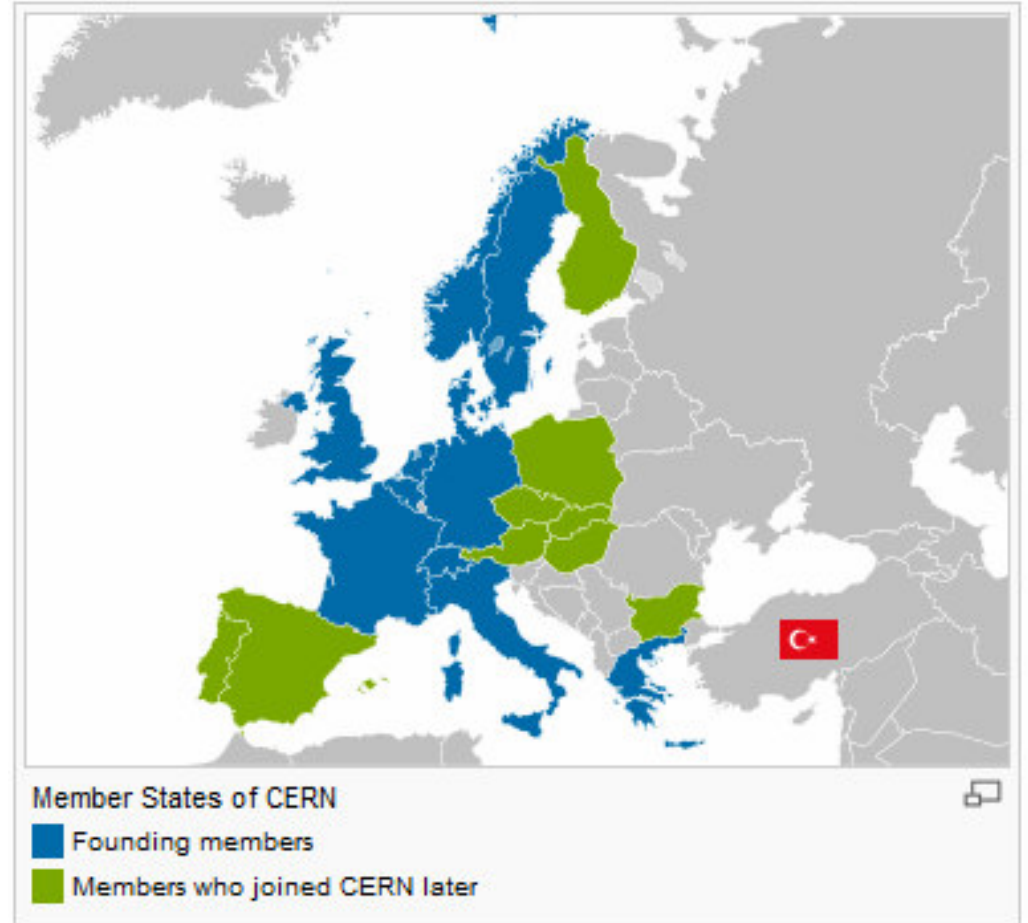 Member States of CERN
Founding members
Members who joined CERN later